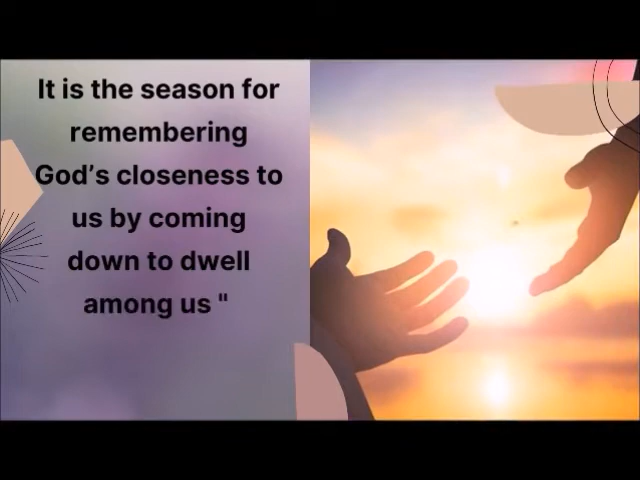 It is the season for
remembering
God’s closeness to
us by coming
down to dwell
among us "